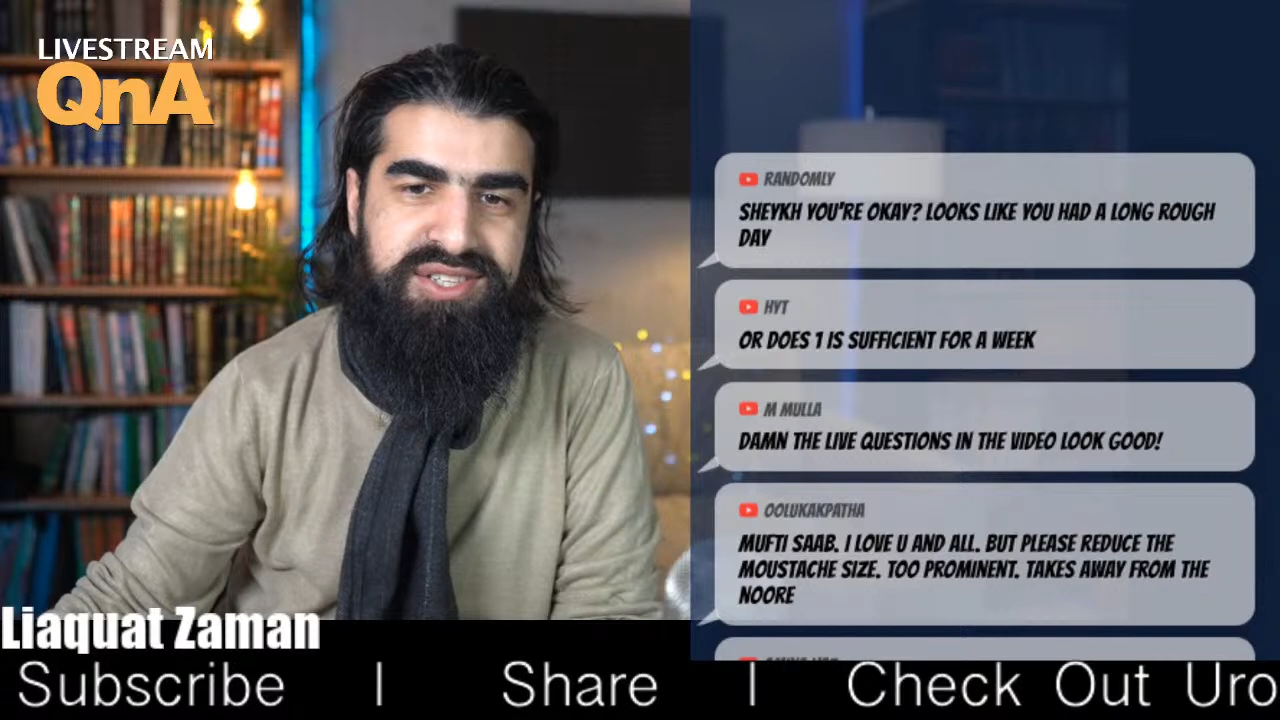 LIVESTREAM
QnA
RANDOMLY
SHEYKH YOU'RE OKAY? LOOKS LIKE YOU HAD A LONG ROUGH
DAY
HYT
OR DOES 1 IS SUFFICIENT FOR A WEEK
M MULLA
DAMN THE LIVE QUESTIONS IN THE VIDEO LOOK GOOD!
OOLUKAKPATHA
MUFTI SAAB. I LOVE U AND ALL. BUT PLEASE REDUCE THE
MOUSTACHE SIZE. TOO PROMINENT. TAKES AWAY FROM THE
NOORE
Liaquat Zaman
Subscribe | Share | Check Out Uro